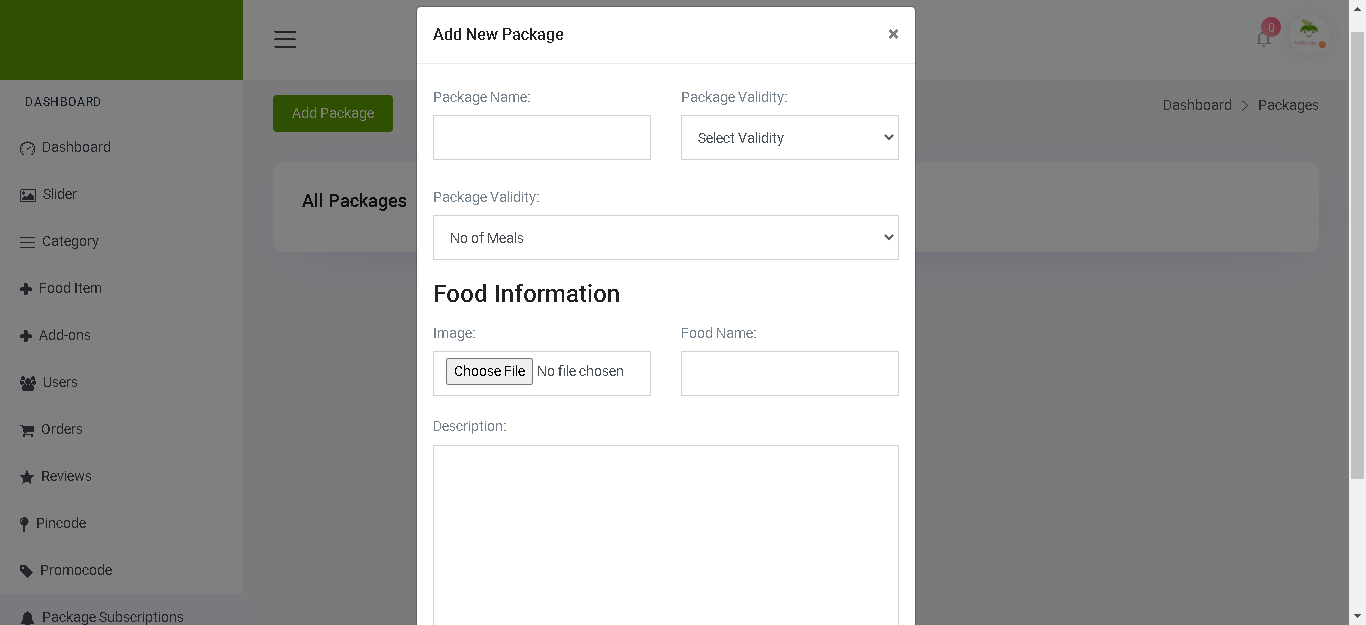 Add New Package
×
0
DASHBOARD
Add Package
Dashboard > Packages
Dashboard
Slider
Category
Food Item
Add-ons
Users
Orders
Reviews
Pincode
Promocode
Package Subscriptions
All Packages
Package Name:
Package Validity:
Select Validity
Package Validity:
No of Meals
Food Information
Image:
Food Name:
Choose File No file chosen
Description: